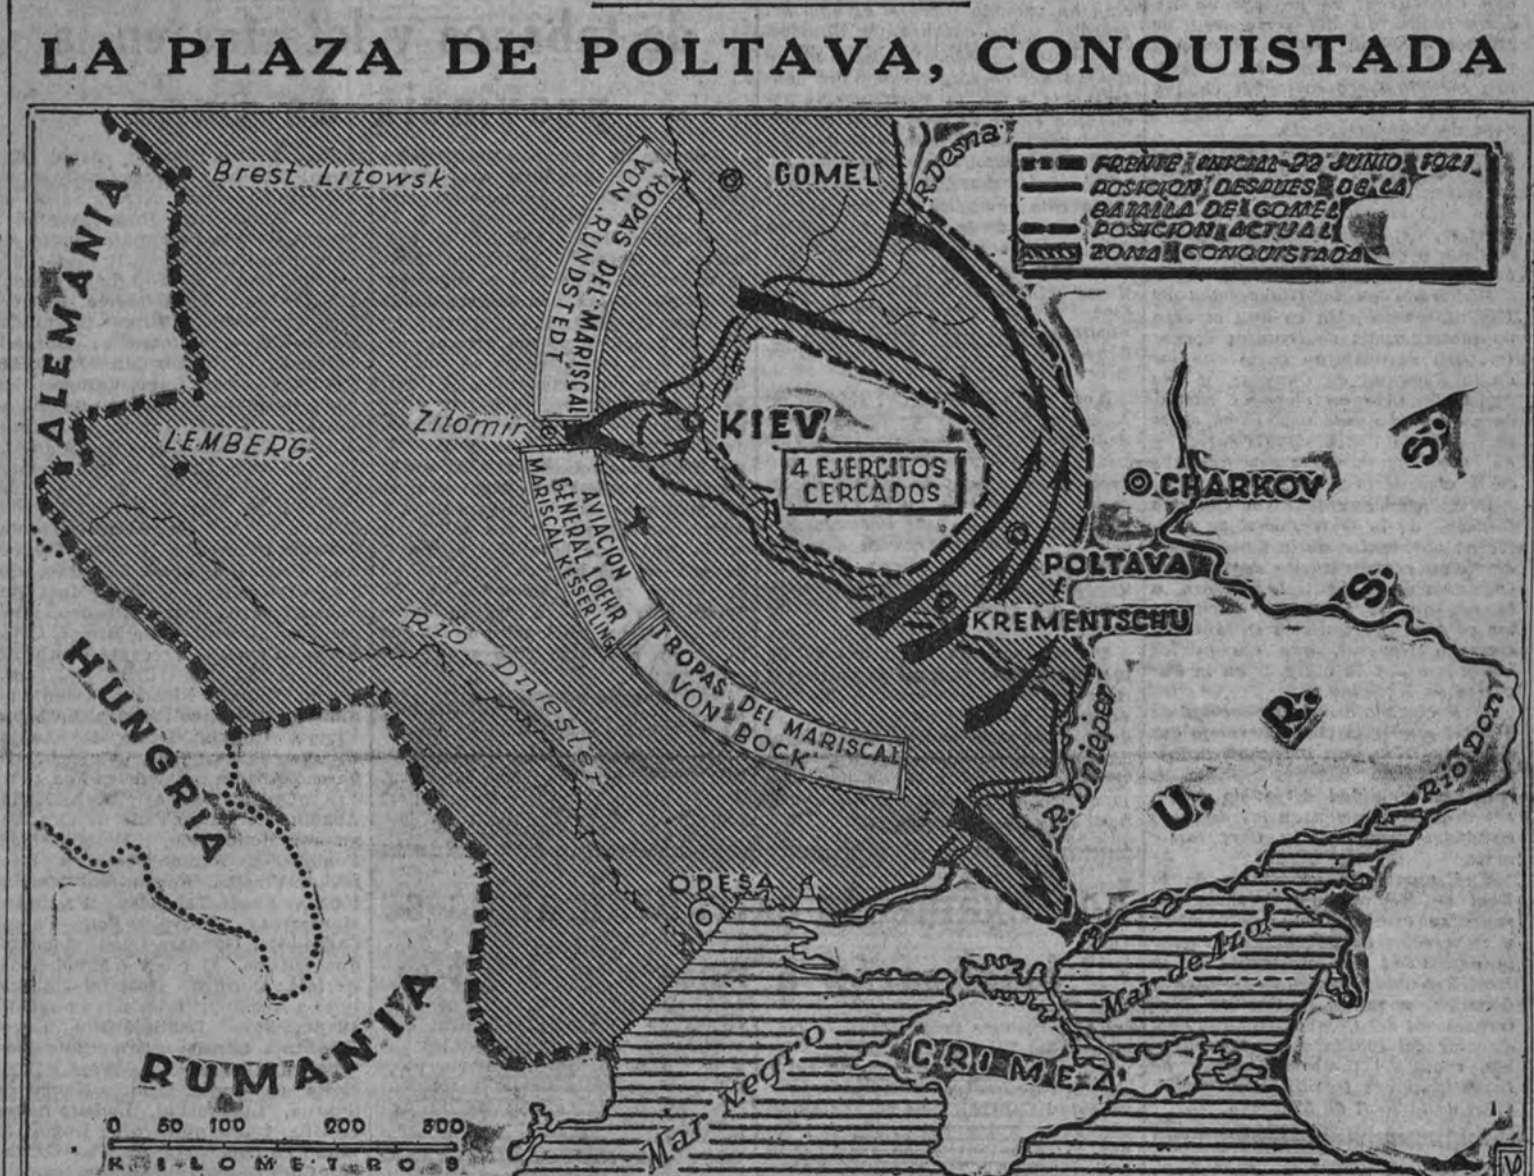 LA PLAZA DE POLTAVA, CONQUISTADA
FRENTE INICIAL-22 JUNIO 1941
POSICION DESPUES DE LA
BATALLA DE GOMEL
POSICION ACTUAL
ZONA CONQUISTADA
R. Desna
Brest Litowsk
GOMEL
ALEMANIA
TROPAS DEL MARISCAL
VON RUNDSTEDT
Zitomir
KIEV
LEMBERG
4 EJERCITOS
CERCADOS
CHARKOV
AVIACION
GENERAL LOEHR
MARISCAL KESSERLING
POLTAVA
KREMENTSCHU
Río Dniester
TROPAS DEL MARISCAL
VON BOCK
HUNGRIA
U. R. S. S.
R. Dnieper
Río Don
ODESA
Mar de Azof
RUMANIA
Mar Negro
CRIMEA
0 50 100 200 300
KILOMETROS